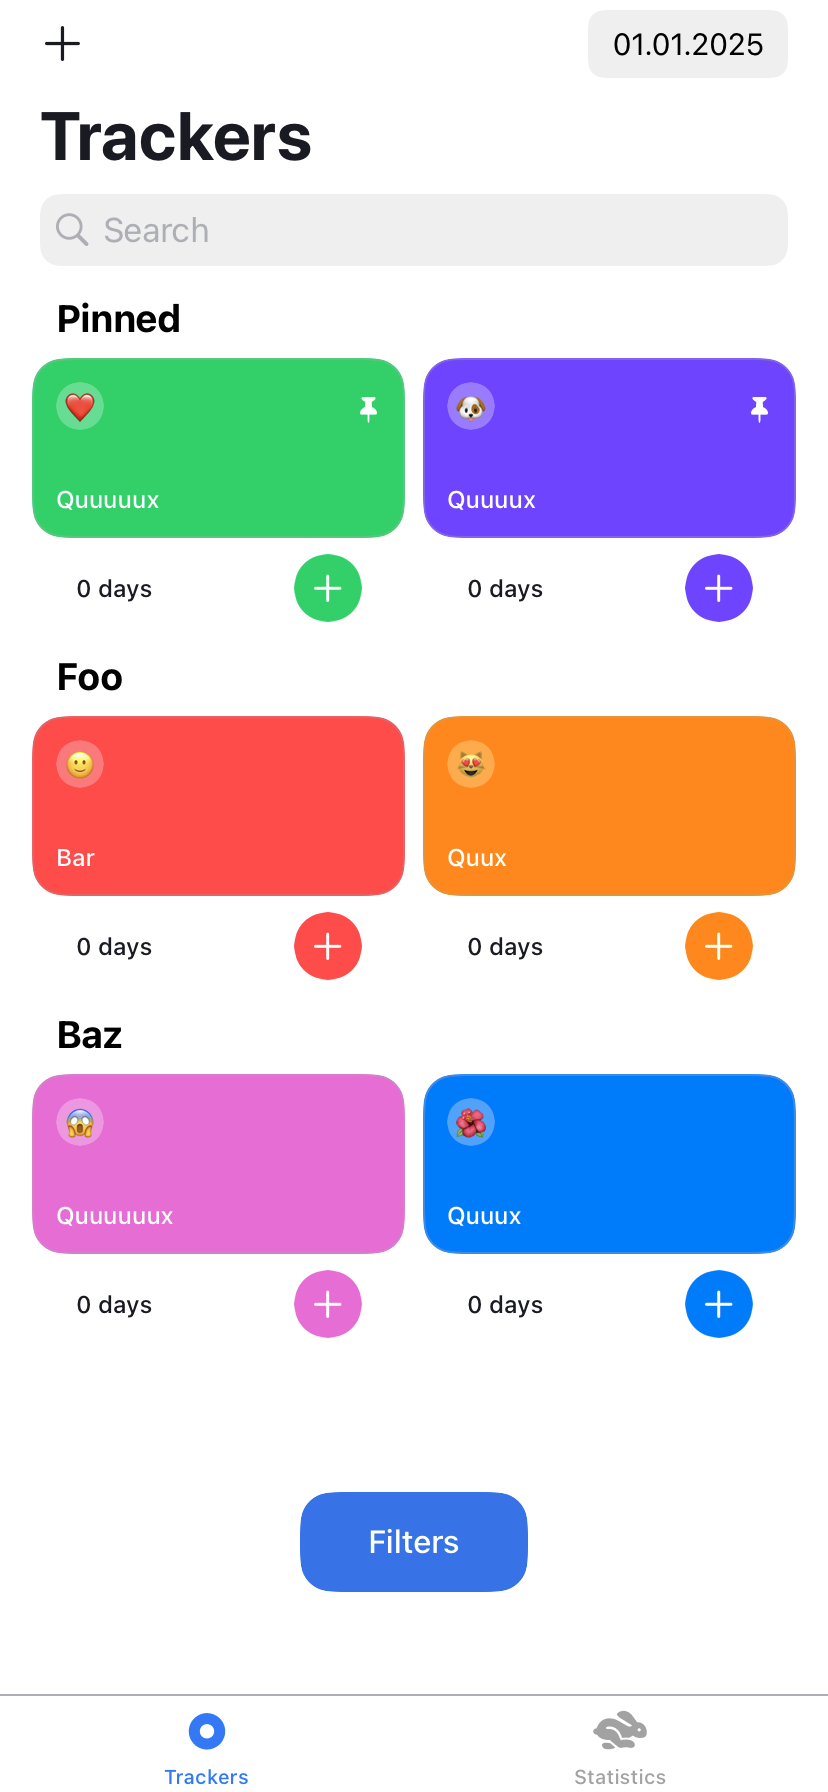 01.01.2025
Trackers
Search
Pinned
Quuuuux
Quuuux
0 days
0 days
Foo
Bar
Quux
0 days
0 days
Baz
Quuuuuux
Quuux
0 days
0 days
Filters
Trackers
Statistics